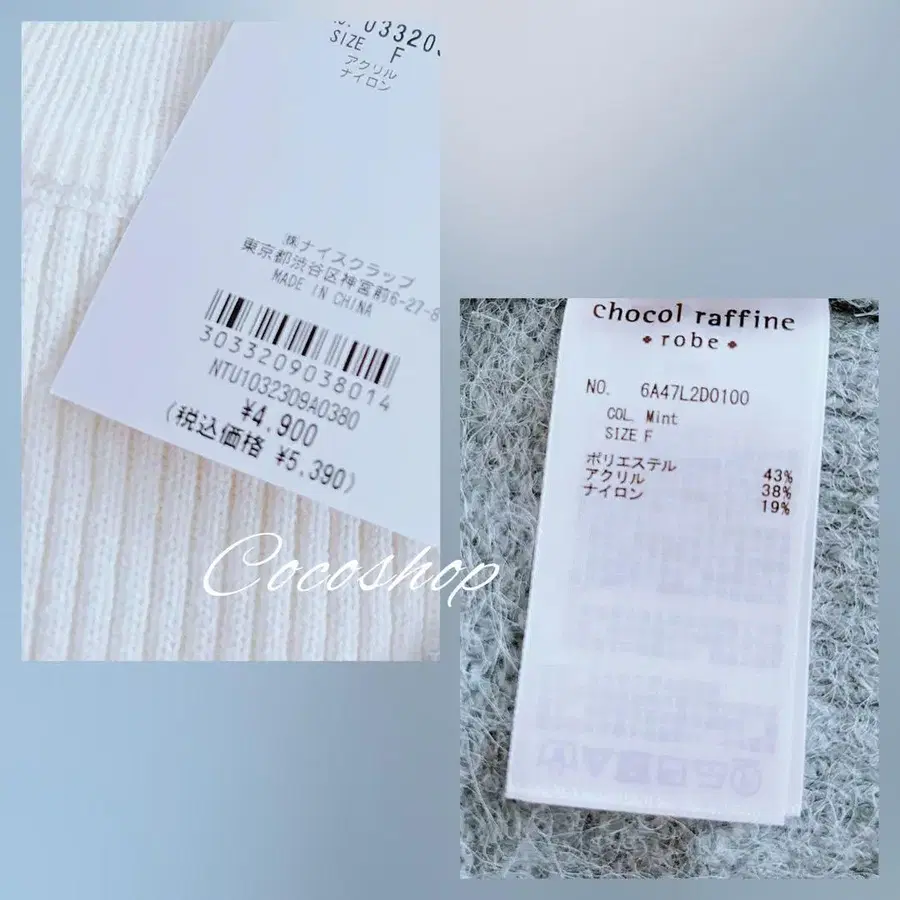 SIZE F
アクリル
ナイロン
㈱ナイスクラップ
東京都渋谷区神宮前6-27-8
MADE IN CHINA
3033209038014
NTU1032309A0380
¥4,900
(税込価格 ¥5,390)
Cocoshop
chocol raffine
robe
NO. 6A47L2D0100
COL. Mint
SIZE F
ポリエステル 43%
アクリル 38%
ナイロン 19%